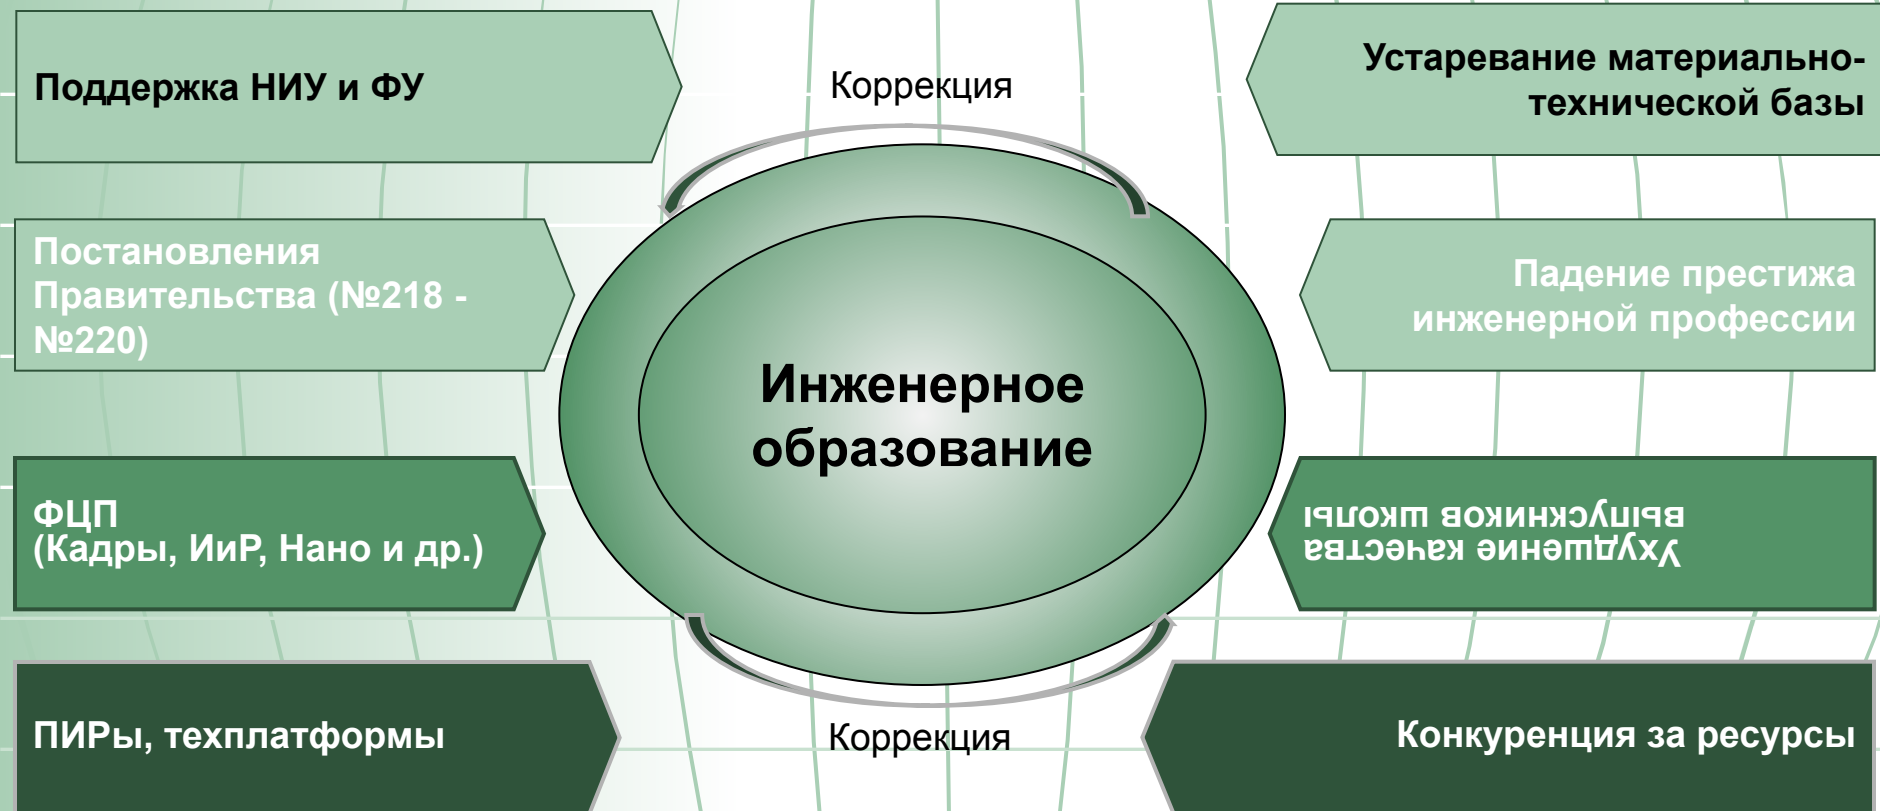 Поддержка НИУ и ФУ
Коррекция
Устаревание материально-
технической базы
Постановления
Правительства (№218 -
№220)
Падение престижа
инженерной профессии
Инженерное
образование
ФЦП
(Кадры, ИиР, Нано и др.)
Ухудшение качества
выпускников школы
ПИРы, техплатформы
Коррекция
Конкуренция за ресурсы